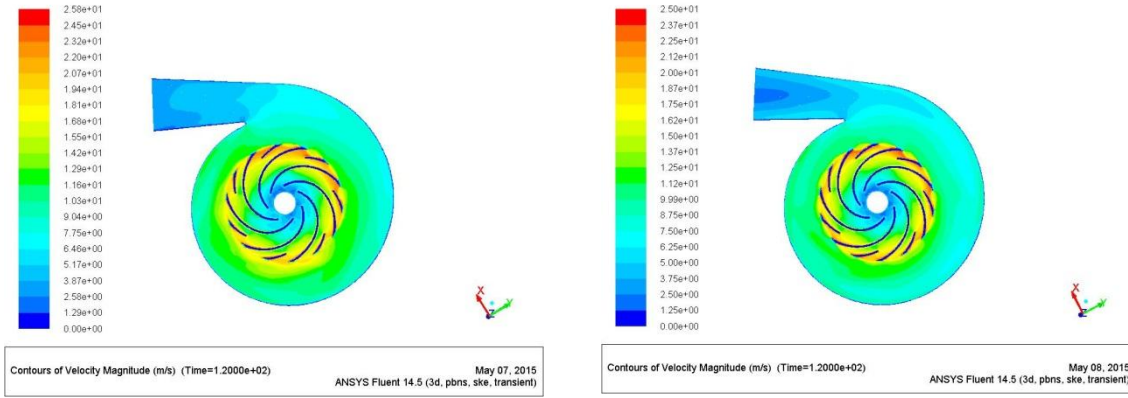 2.58e+01
2.45e+01
2.32e+01
2.20e+01
2.07e+01
1.94e+01
1.81e+01
1.68e+01
1.55e+01
1.42e+01
1.29e+01
1.16e+01
1.03e+01
9.04e+00
7.75e+00
6.46e+00
5.17e+00
3.87e+00
2.58e+00
1.29e+00
0.00e+00
X
Y
Z
Contours of Velocity Magnitude (m/s) (Time=1.2000e+02)
May 07, 2015
ANSYS Fluent 14.5 (3d, pbns, ske, transient)
2.50e+01
2.37e+01
2.25e+01
2.12e+01
2.00e+01
1.87e+01
1.75e+01
1.62e+01
1.50e+01
1.37e+01
1.25e+01
1.12e+01
9.99e+00
8.75e+00
7.50e+00
6.25e+00
5.00e+00
3.75e+00
2.50e+00
1.25e+00
0.00e+00
X
Y
Z
Contours of Velocity Magnitude (m/s) (Time=1.2000e+02)
May 08, 2015
ANSYS Fluent 14.5 (3d, pbns, ske, transient)